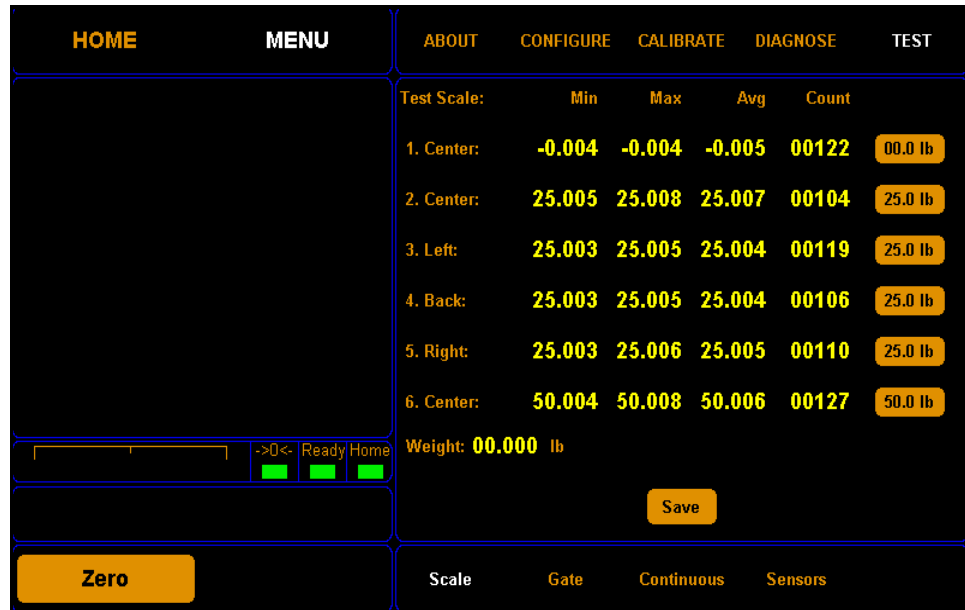 HOME MENU ABOUT CONFIGURE CALIBRATE DIAGNOSE TEST
Test Scale: Min Max Avg Count
1. Center: -0.004 -0.004 -0.005 00122 00.0 lb
2. Center: 25.005 25.008 25.007 00104 25.0 lb
3. Left: 25.003 25.005 25.004 00119 25.0 lb
4. Back: 25.003 25.005 25.004 00106 25.0 lb
5. Right: 25.003 25.006 25.005 00110 25.0 lb
6. Center: 50.004 50.008 50.006 00127 50.0 lb
->0<- Ready Home Weight: 00.000 lb
Save
Zero Scale Gate Continuous Sensors